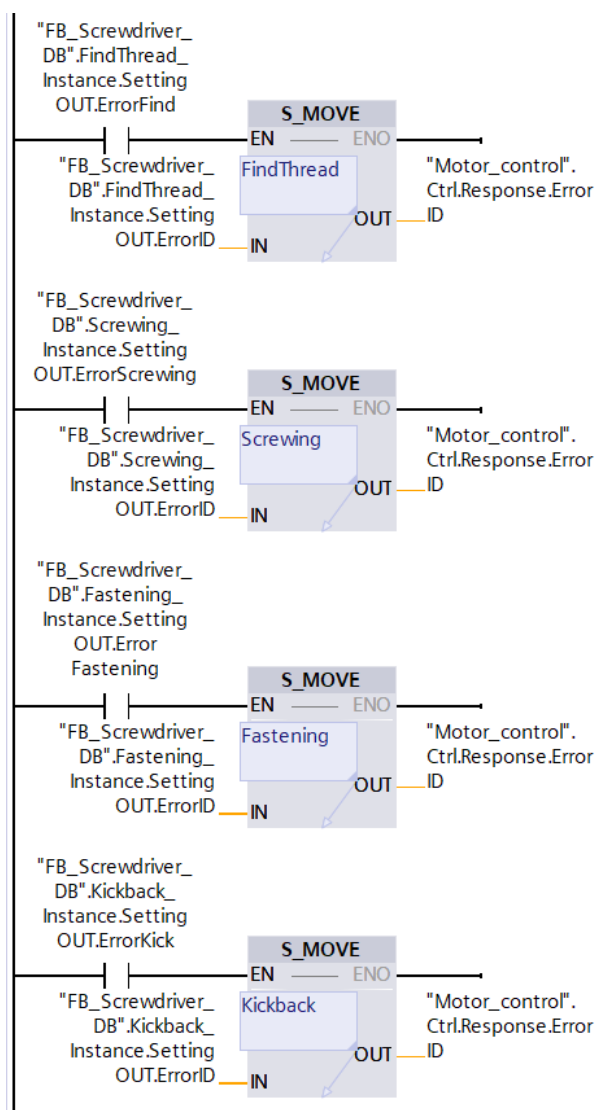 "FB_Screwdriver_
DB".FindThread_
Instance.Setting
OUT.ErrorFind
S_MOVE
EN ENO
"FB_Screwdriver_
DB".FindThread_
Instance.Setting
OUT.ErrorID
FindThread
IN
OUT
"Motor_control".
Ctrl.Response.Error
ID
"FB_Screwdriver_
DB".Screwing_
Instance.Setting
OUT.ErrorScrewing
S_MOVE
EN ENO
"FB_Screwdriver_
DB".Screwing_
Instance.Setting
OUT.ErrorID
Screwing
IN
OUT
"Motor_control".
Ctrl.Response.Error
ID
"FB_Screwdriver_
DB".Fastening_
Instance.Setting
OUT.Error
Fastening
S_MOVE
EN ENO
"FB_Screwdriver_
DB".Fastening_
Instance.Setting
OUT.ErrorID
Fastening
IN
OUT
"Motor_control".
Ctrl.Response.Error
ID
"FB_Screwdriver_
DB".Kickback_
Instance.Setting
OUT.ErrorKick
S_MOVE
EN ENO
"FB_Screwdriver_
DB".Kickback_
Instance.Setting
OUT.ErrorID
Kickback
IN
OUT
"Motor_control".
Ctrl.Response.Error
ID